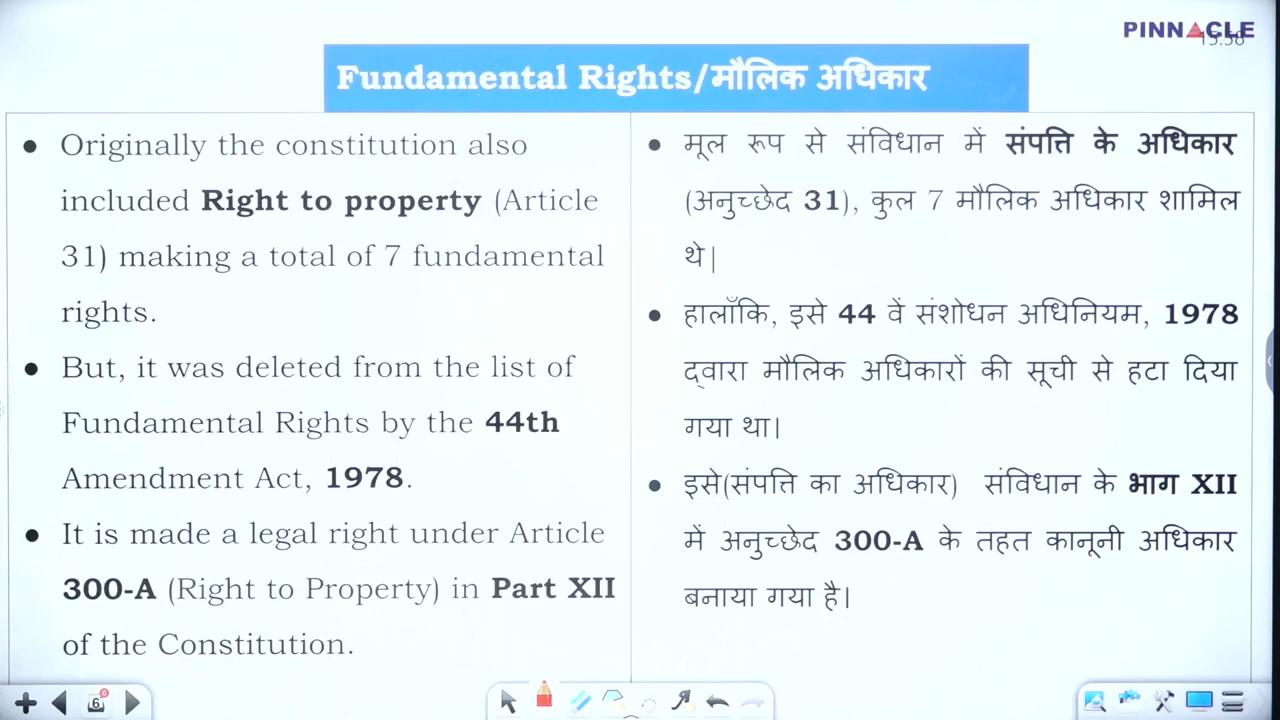 PINNACLE
15:58
Fundamental Rights/मौलिक अधिकार
● Originally the constitution also
included Right to property (Article
31) making a total of 7 fundamental
rights.
● But, it was deleted from the list of
Fundamental Rights by the 44th
Amendment Act, 1978.
● It is made a legal right under Article
300-A (Right to Property) in Part XII
of the Constitution.
● मूल रूप से संविधान में संपत्ति के अधिकार
(अनुच्छेद 31), कुल 7 मौलिक अधिकार शामिल
थे|
● हालाँकि, इसे 44 वें संशोधन अधिनियम, 1978
द्वारा मौलिक अधिकारों की सूची से हटा दिया
गया था|
● इसे(संपत्ति का अधिकार) संविधान के भाग XII
में अनुच्छेद 300-A के तहत कानूनी अधिकार
बनाया गया है|
6
0